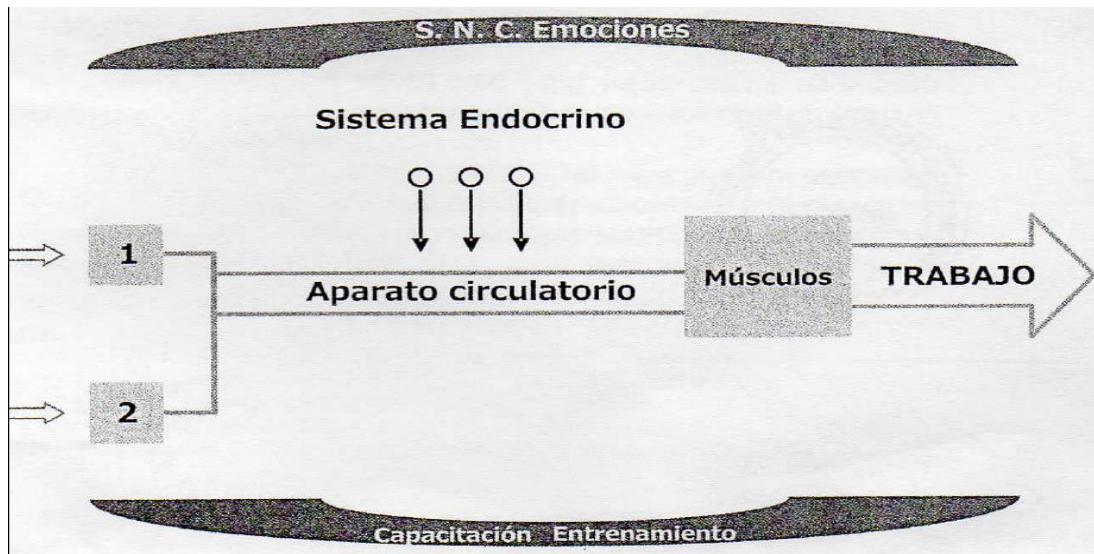 S. N. C. Emociones
Sistema Endocrino
1
Aparato circulatorio
Músculos
TRABAJO
2
Capacitación Entrenamiento